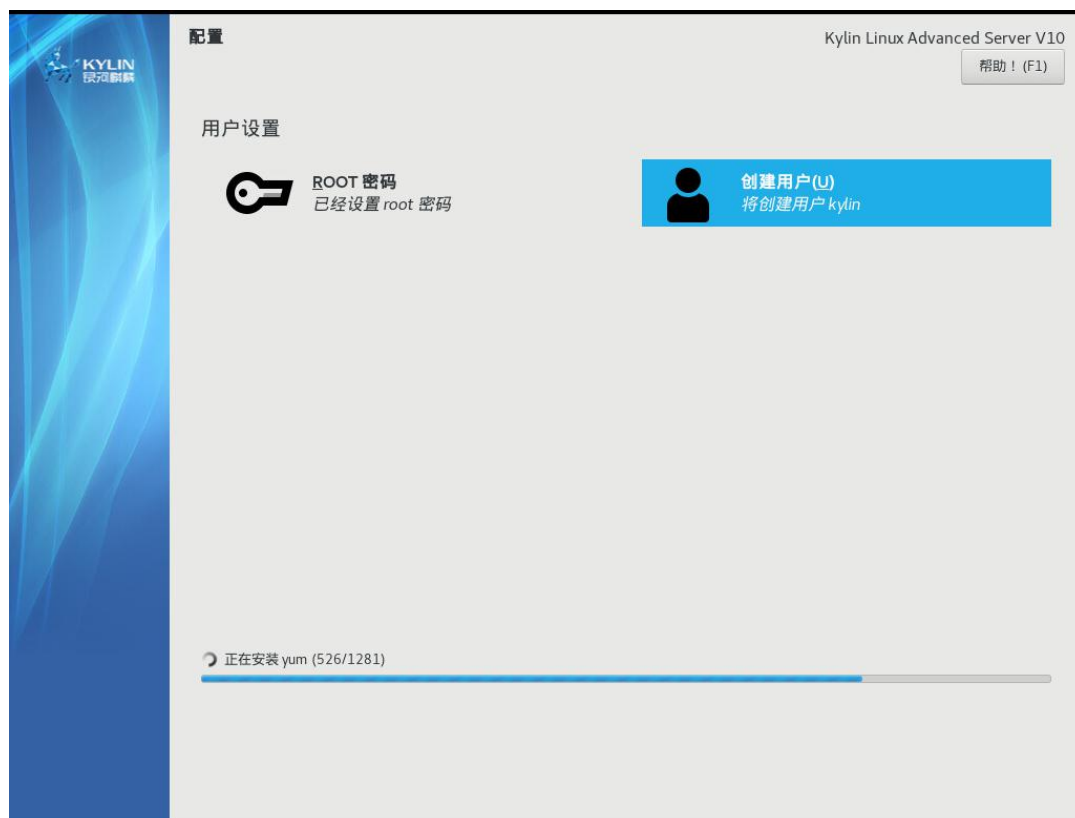 KYLIN
银河麒麟
配置
Kylin Linux Advanced Server V10
帮助！(F1)
用户设置
ROOT 密码
已经设置 root 密码
创建用户(U)
将创建用户 kylin
正在安装 yum (526/1281)